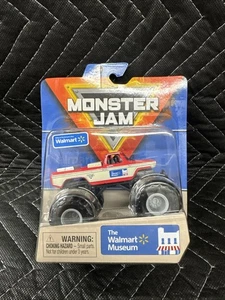 MONSTER
JAM
Walmart
The
Walmart
Museum
WARNING:
CHOKING HAZARD — Small parts.
Not for children under 3 years.